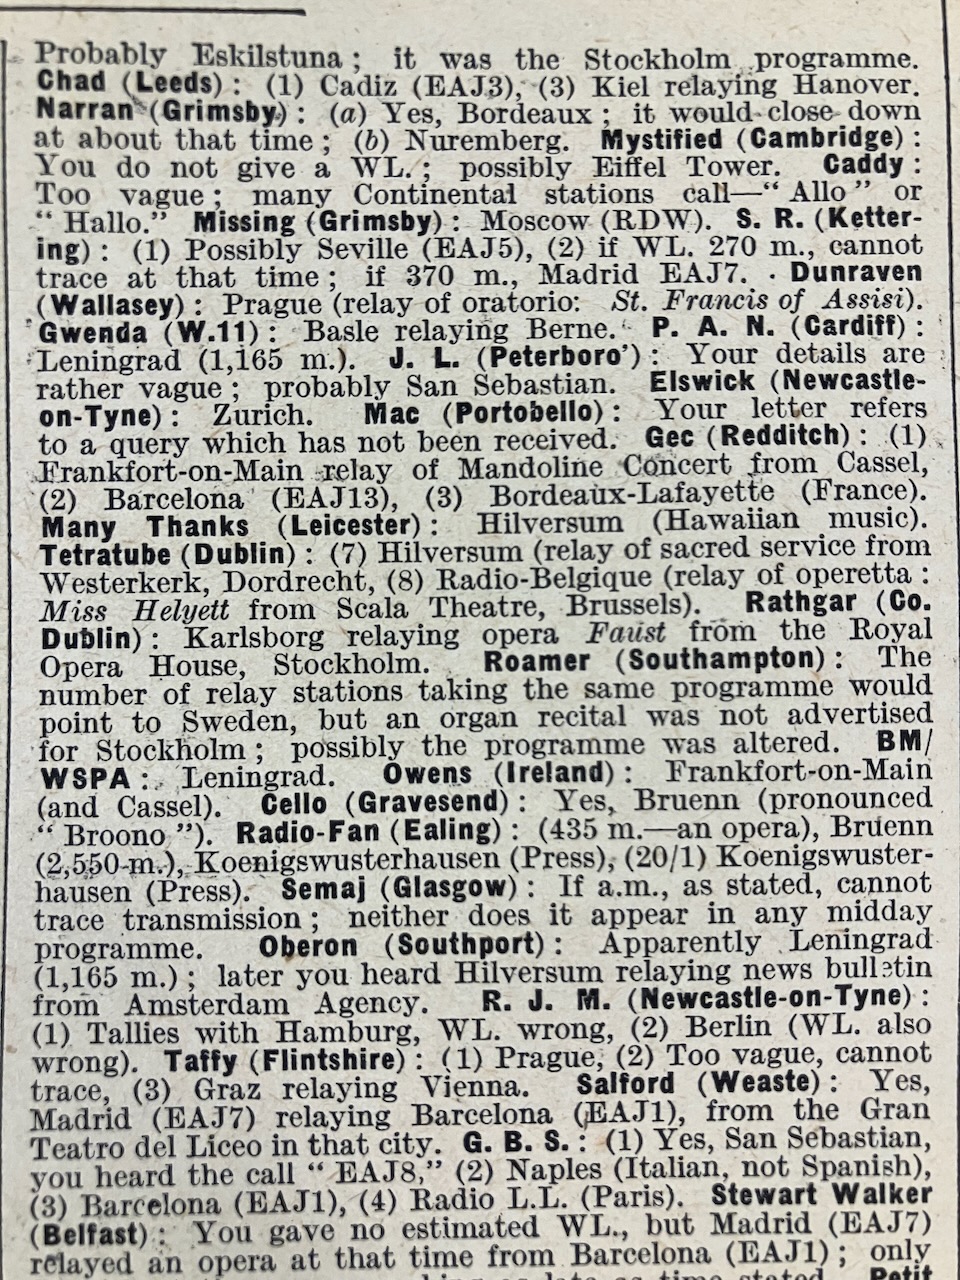 Probably Eskilstuna; it was the Stockholm programme.
Chad (Leeds): (1) Cadiz (EAJ3), (3) Kiel relaying Hanover.
Narran (Grimsby): (a) Yes, Bordeaux; it would close down
at about that time; (b) Nuremberg. Mystified (Cambridge):
You do not give a WL.; possibly Eiffel Tower. Caddy:
Too vague; many Continental stations call—“Allo” or
“Hallo.” Missing (Grimsby): Moscow (RDW). S. R. (Ketter-
ing): (1) Possibly Seville (EAJ5), (2) if WL. 270 m., cannot
trace at that time; if 370 m., Madrid EAJ7. Dunraven
(Wallasey): Prague (relay of oratorio: St. Francis of Assisi).
Gwenda (W.11): Basle relaying Berne. P. A. N. (Cardiff):
Leningrad (1,165 m.). J. L. (Peterboro’): Your details are
rather vague; probably San Sebastian. Elswick (Newcastle-
on-Tyne): Zurich. Mac (Portobello): Your letter refers
to a query which has not been received. Gec (Redditch): (1)
Frankfort-on-Main relay of Mandoline Concert from Cassel,
(2) Barcelona (EAJ13), (3) Bordeaux-Lafayette (France).
Many Thanks (Leicester): Hilversum (Hawaiian music).
Tetratube (Dublin): (7) Hilversum (relay of sacred service from
Westerkerk, Dordrecht, (8) Radio-Belgique (relay of operetta:
Miss Helyett from Scala Theatre, Brussels). Rathgar (Co.
Dublin): Karlsborg relaying opera Faust from the Royal
Opera House, Stockholm. Roamer (Southampton): The
number of relay stations taking the same programme would
point to Sweden, but an organ recital was not advertised
for Stockholm; possibly the programme was altered. BM/
WSPA: Leningrad. Owens (Ireland): Frankfort-on-Main
(and Cassel). Cello (Gravesend): Yes, Bruenn (pronounced
“Broono”). Radio-Fan (Ealing): (435 m.—an opera), Bruenn
(2,550 m.), Koenigswusterhausen (Press), (20/1) Koenigswuster-
hausen (Press). Semaj (Glasgow): If a.m., as stated, cannot
trace transmission; neither does it appear in any midday
programme. Oberon (Southport): Apparently Leningrad
(1,165 m.); later you heard Hilversum relaying news bulletin
from Amsterdam Agency. R. J. M. (Newcastle-on-Tyne):
(1) Tallies with Hamburg, WL. wrong, (2) Berlin (WL. also
wrong). Taffy (Flintshire): (1) Prague, (2) Too vague, cannot
trace, (3) Graz relaying Vienna. Salford (Weaste): Yes,
Madrid (EAJ7) relaying Barcelona (EAJ1), from the Gran
Teatro del Liceo in that city. G. B. S.: (1) Yes, San Sebastian,
you heard the call “EAJ8,” (2) Naples (Italian, not Spanish),
(3) Barcelona (EAJ1), (4) Radio L.L. (Paris). Stewart Walker
(Belfast): You gave no estimated WL., but Madrid (EAJ7)
relayed an opera at that time from Barcelona (EAJ1); only
as late as time stated. Petit